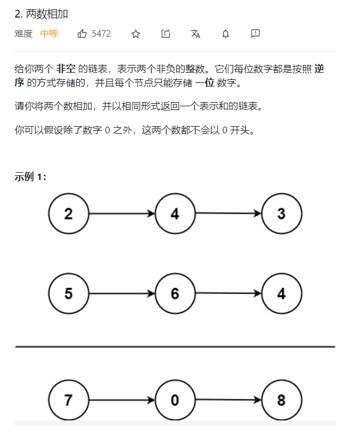 2. 两数相加
难度 中等 5472
给你两个 非空 的链表，表示两个非负的整数。它们每位数字都是按照 逆
序 的方式存储的，并且每个节点只能存储 一位 数字。
请你将两个数相加，并以相同形式返回一个表示和的链表。
你可以假设除了数字 0 之外，这两个数都不会以 0 开头。
示例 1：
2 4 3
5 6 4
7 0 8